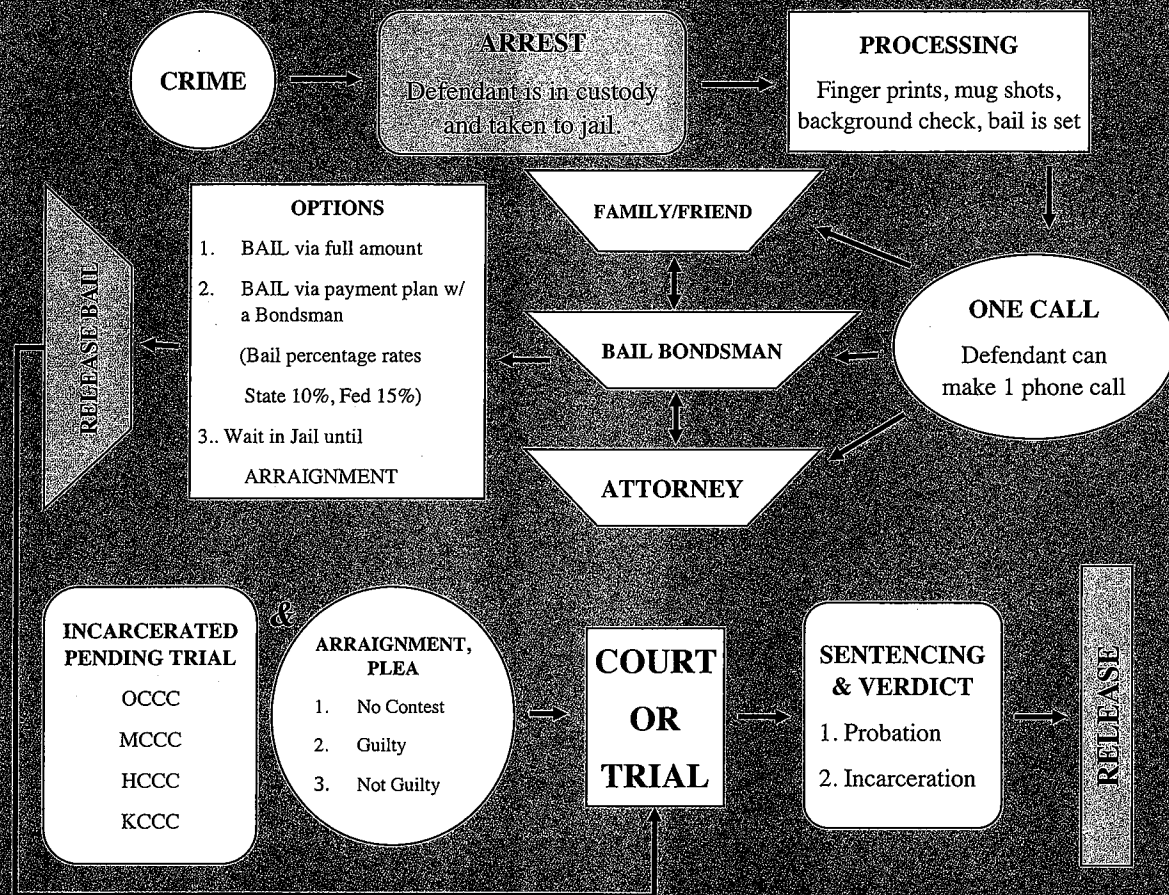 CRIME
ARREST
Defendant is in custody
and taken to jail.
PROCESSING
Finger prints, mug shots,
background check, bail is set
ONE CALL
Defendant can
make 1 phone call
FAMILY/FRIEND
BAIL BONDSMAN
ATTORNEY
OPTIONS
1. BAIL via full amount
2. BAIL via payment plan w/
a Bondsman
(Bail percentage rates
State 10%, Fed 15%)
3.. Wait in Jail until
ARRAIGNMENT
RELEASE BAIL
INCARCERATED
PENDING TRIAL
OCCC
MCCC
HCCC
KCCC
&
ARRAIGNMENT,
PLEA
1. No Contest
2. Guilty
3. Not Guilty
COURT
OR
TRIAL
SENTENCING
& VERDICT
1. Probation
2. Incarceration
RELEASE